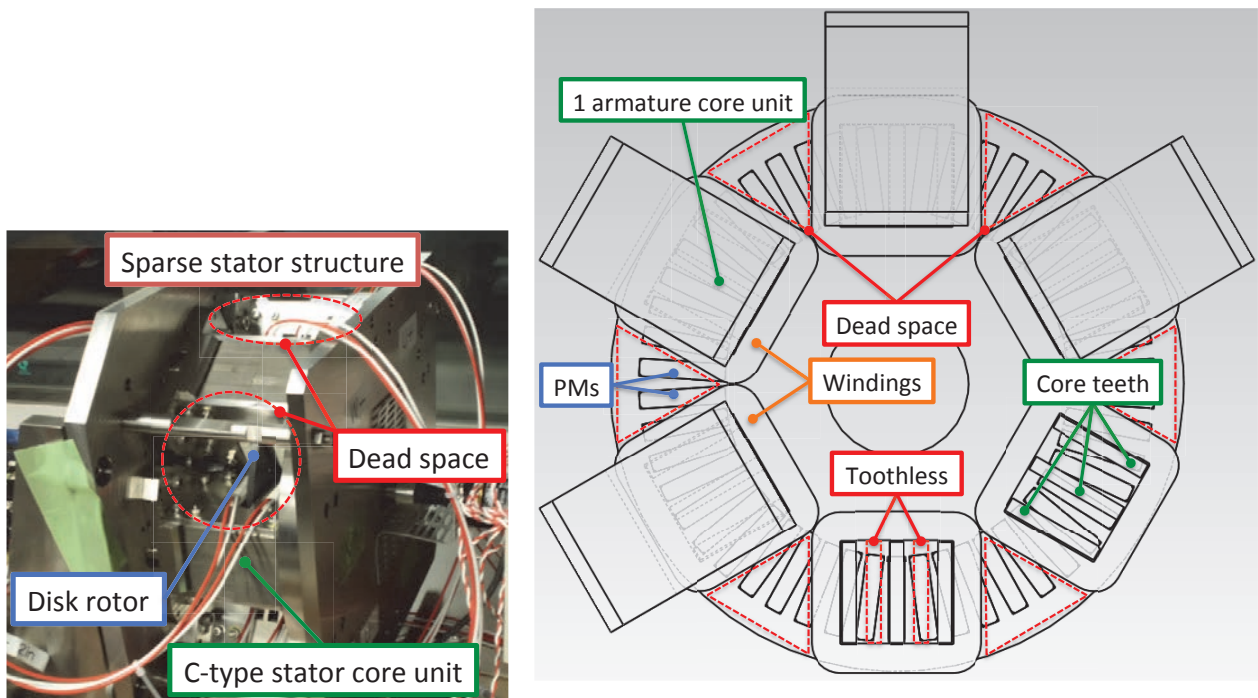 Sparse stator structure
Dead space
Disk rotor
C-type stator core unit
1 armature core unit
Dead space
PMs
Windings
Core teeth
Toothless